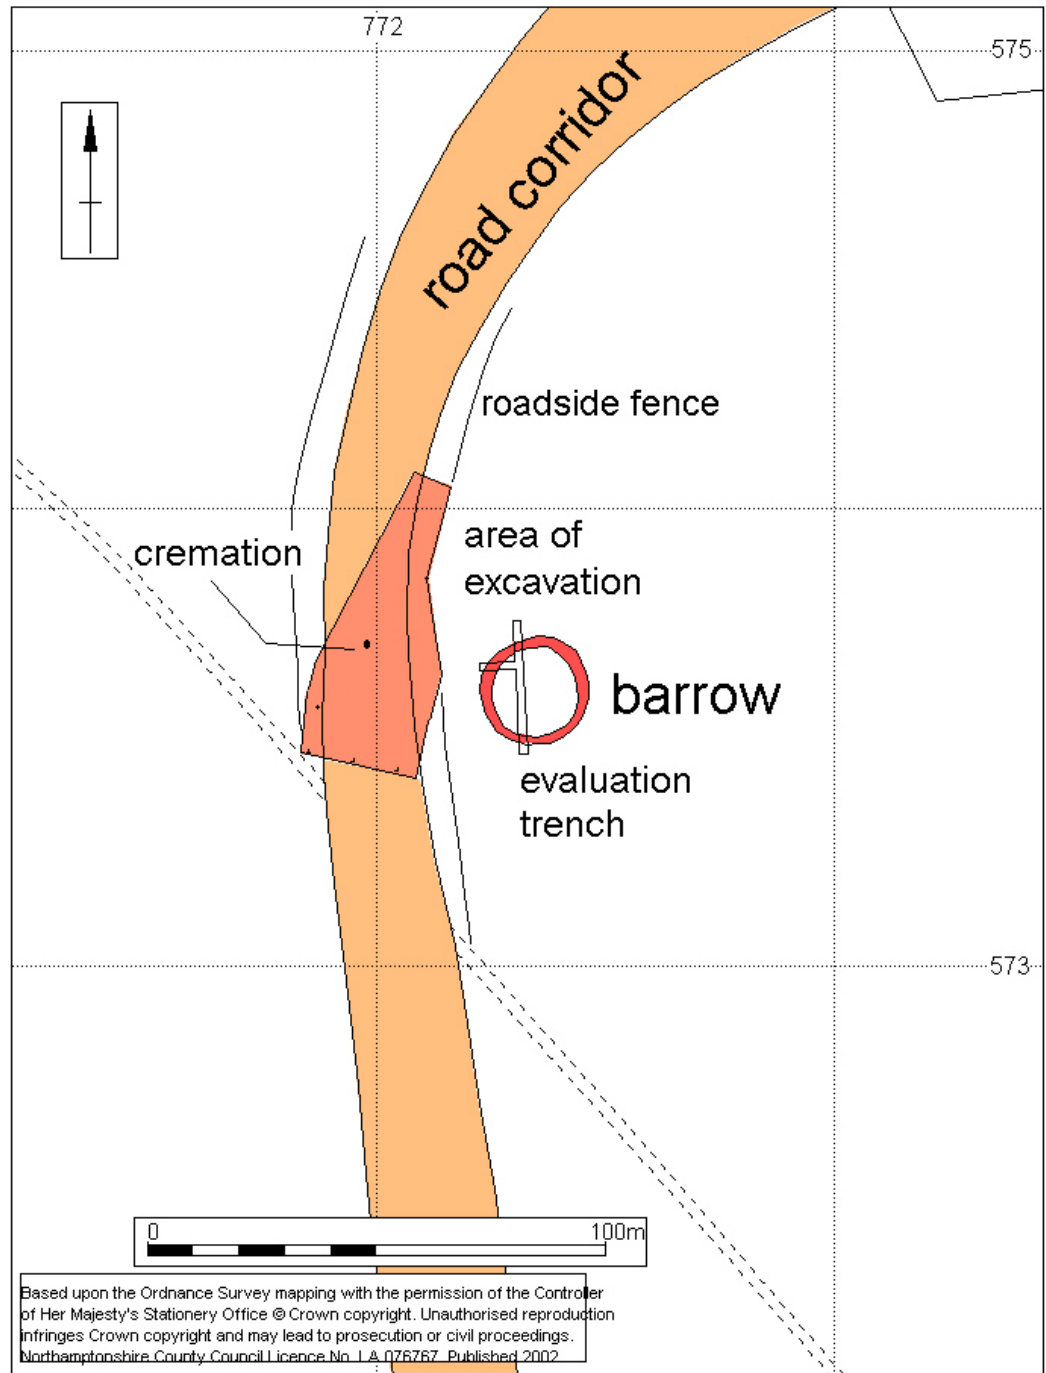 772
575
road corridor
roadside fence
area of
excavation
cremation
barrow
evaluation
trench
573
0 100m
Based upon the Ordnance Survey mapping with the permission of the Controller
of Her Majesty's Stationery Office © Crown copyright. Unauthorised reproduction
infringes Crown copyright and may lead to prosecution or civil proceedings.
Northamptonshire County Council Licence No. LA 076767. Published 2002